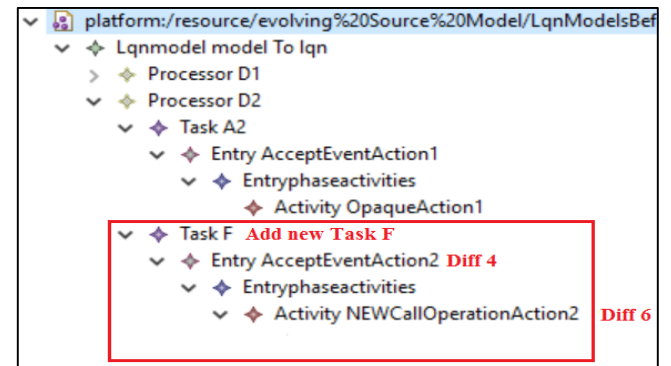 platform:/resource/evolving%20Source%20Model/LqnModelsBef
Lqnmodel model To lqn
Processor D1
Processor D2
Task A2
Entry AcceptEventAction1
Entryphaseactivities
Activity OpaqueAction1
Task F Add new Task F
Entry AcceptEventAction2 Diff 4
Entryphaseactivities
Activity NEWCallOperationAction2 Diff 6